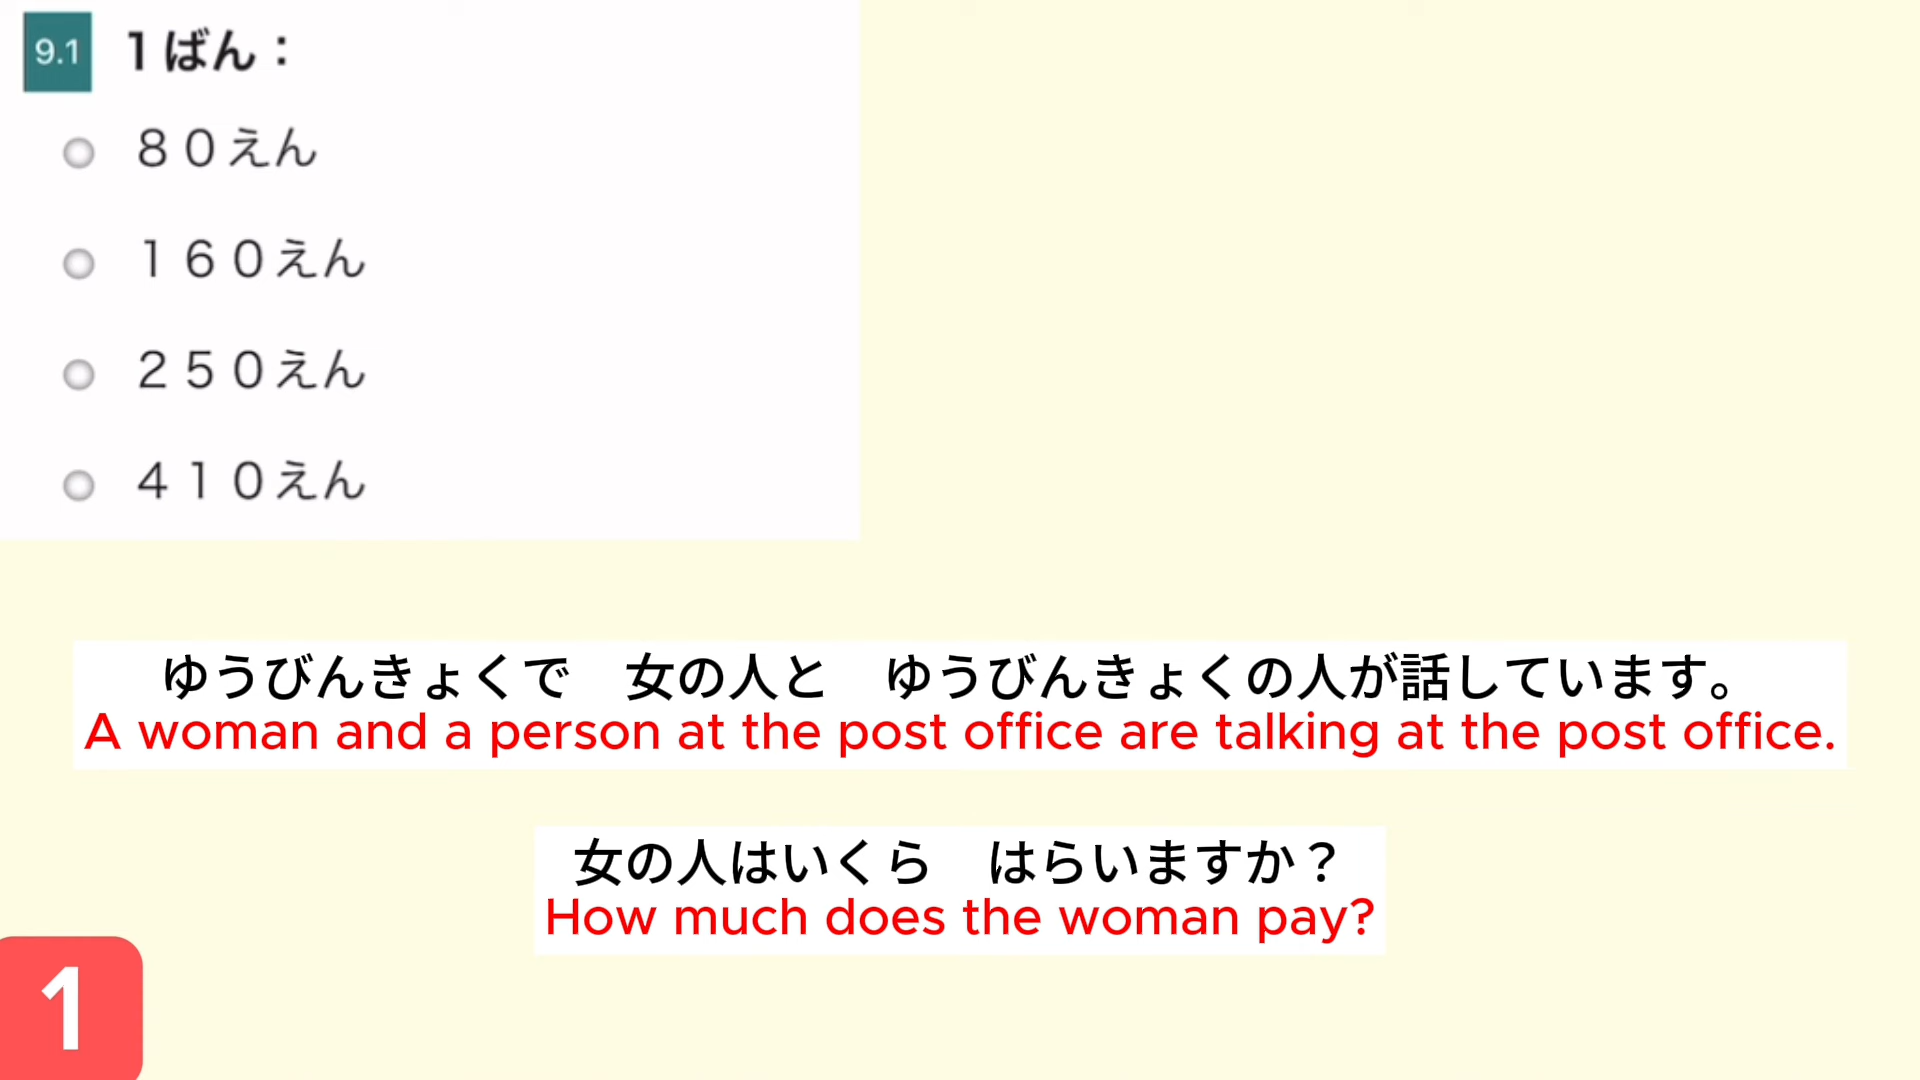 9.1 1ばん：
８０えん
１６０えん
２５０えん
４１０えん
ゆうびんきょくで　女の人と　ゆうびんきょくの人が話しています。
A woman and a person at the post office are talking at the post office.
女の人はいくら　はらいますか？
How much does the woman pay?
1